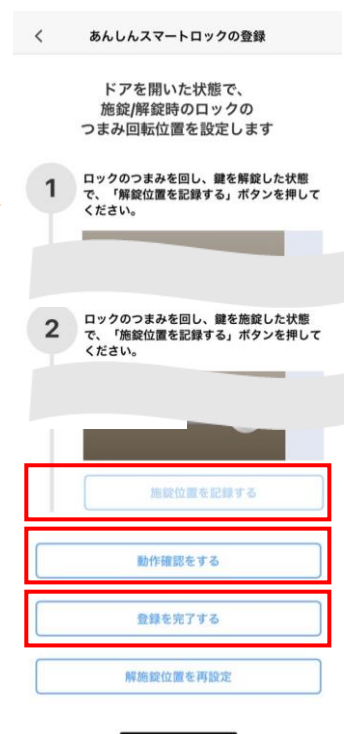 あんしんスマートロックの登録
ドアを開いた状態で、
施錠/解錠時のロックの
つまみ回転位置を設定します
1
ロックのつまみを回し、鍵を解錠した状態
で、「解錠位置を記録する」ボタンを押して
ください。
2
ロックのつまみを回し、鍵を施錠した状態
で、「施錠位置を記録する」ボタンを押して
ください。
施錠位置を記録する
動作確認をする
登録を完了する
解施錠位置を再設定